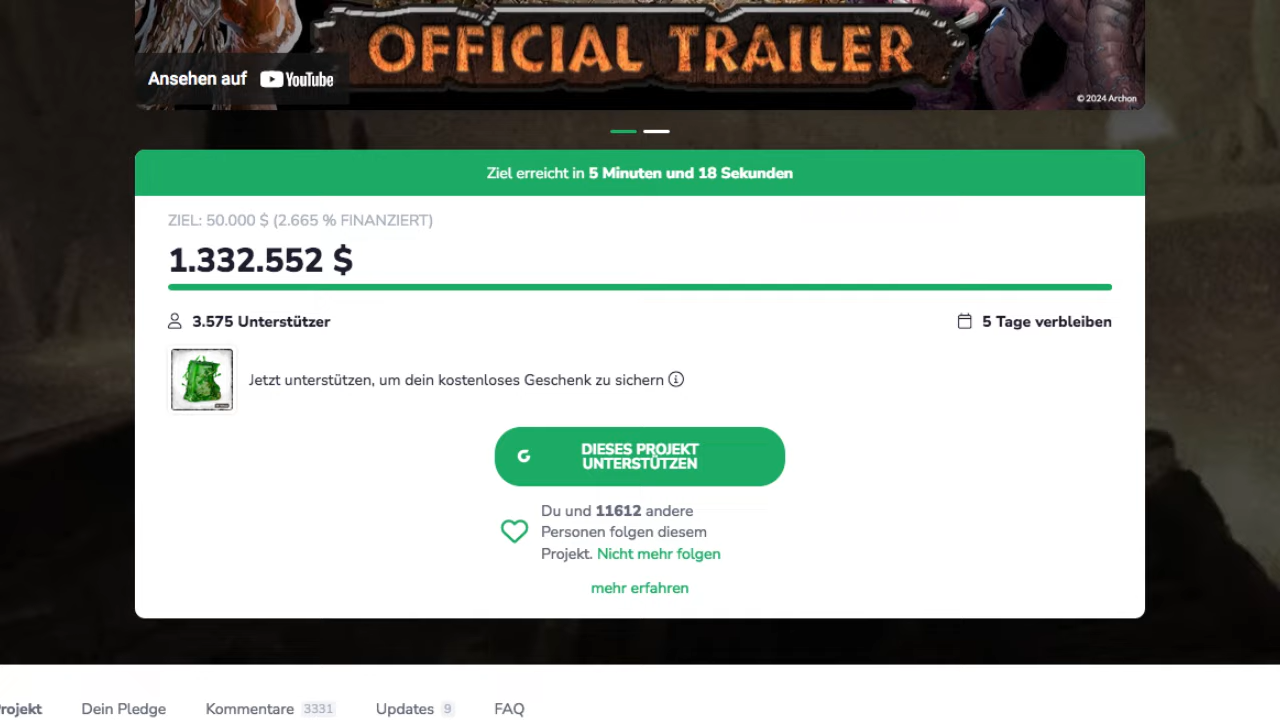 OFFICIAL TRAILER
Ansehen auf YouTube
© 2024 Archon
Ziel erreicht in 5 Minuten und 18 Sekunden
ZIEL: 50.000 $ (2.665 % FINANZIERT)
1.332.552 $
3.575 Unterstützer
5 Tage verbleiben
Jetzt unterstützen, um dein kostenloses Geschenk zu sichern
DIESES PROJEKT
UNTERSTÜTZEN
Du und 11612 andere
Personen folgen diesem
Projekt. Nicht mehr folgen
mehr erfahren
rojekt Dein Pledge Kommentare 3331 Updates 9 FAQ